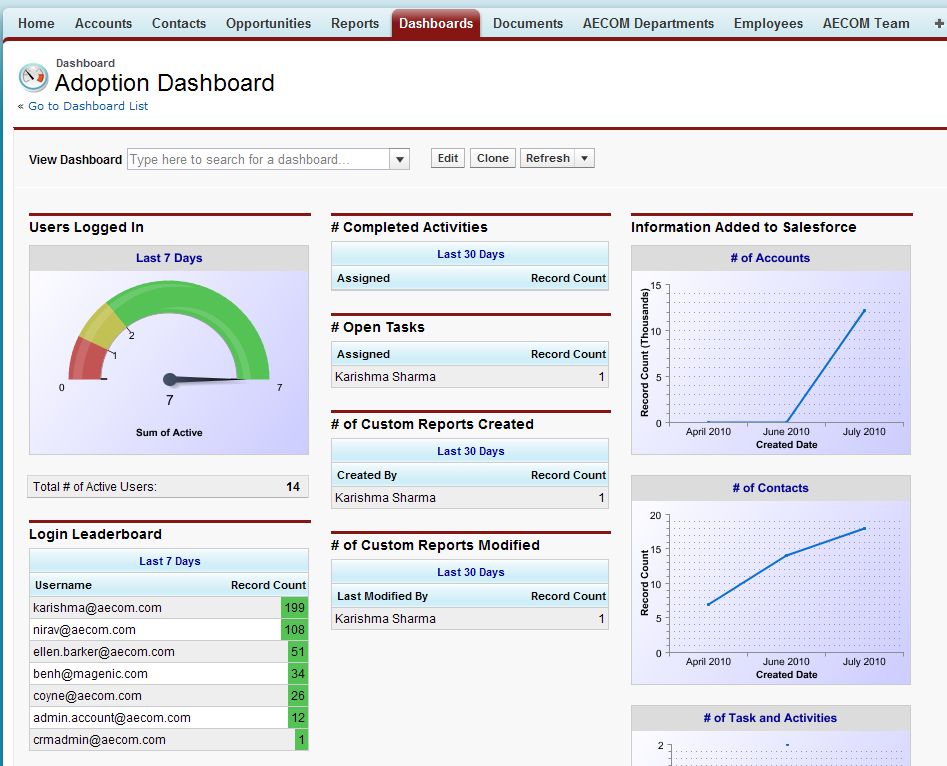 Home Accounts Contacts Opportunities Reports Dashboards Documents AECOM Departments Employees AECOM Team +
Dashboard
Adoption Dashboard
« Go to Dashboard List
View Dashboard Type here to search for a dashboard... Edit Clone Refresh
Users Logged In
Last 7 Days
0
1
2
7
7
Sum of Active
Total # of Active Users: 14
Login Leaderboard
Last 7 Days
Username Record Count
karishma@aecom.com 199
nirav@aecom.com 108
ellen.barker@aecom.com 51
benh@magenic.com 34
coyne@aecom.com 26
admin.account@aecom.com 12
crmadmin@aecom.com 1
# Completed Activities
Last 30 Days
Assigned Record Count
# Open Tasks
Assigned Record Count
Karishma Sharma 1
# of Custom Reports Created
Last 30 Days
Created By Record Count
Karishma Sharma 1
# of Custom Reports Modified
Last 30 Days
Last Modified By Record Count
Karishma Sharma 1
Information Added to Salesforce
# of Accounts
Record Count (Thousands)
15
10
5
0
April 2010 June 2010 July 2010
Created Date
# of Contacts
Record Count
20
15
10
5
0
April 2010 June 2010 July 2010
Created Date
# of Task and Activities
2